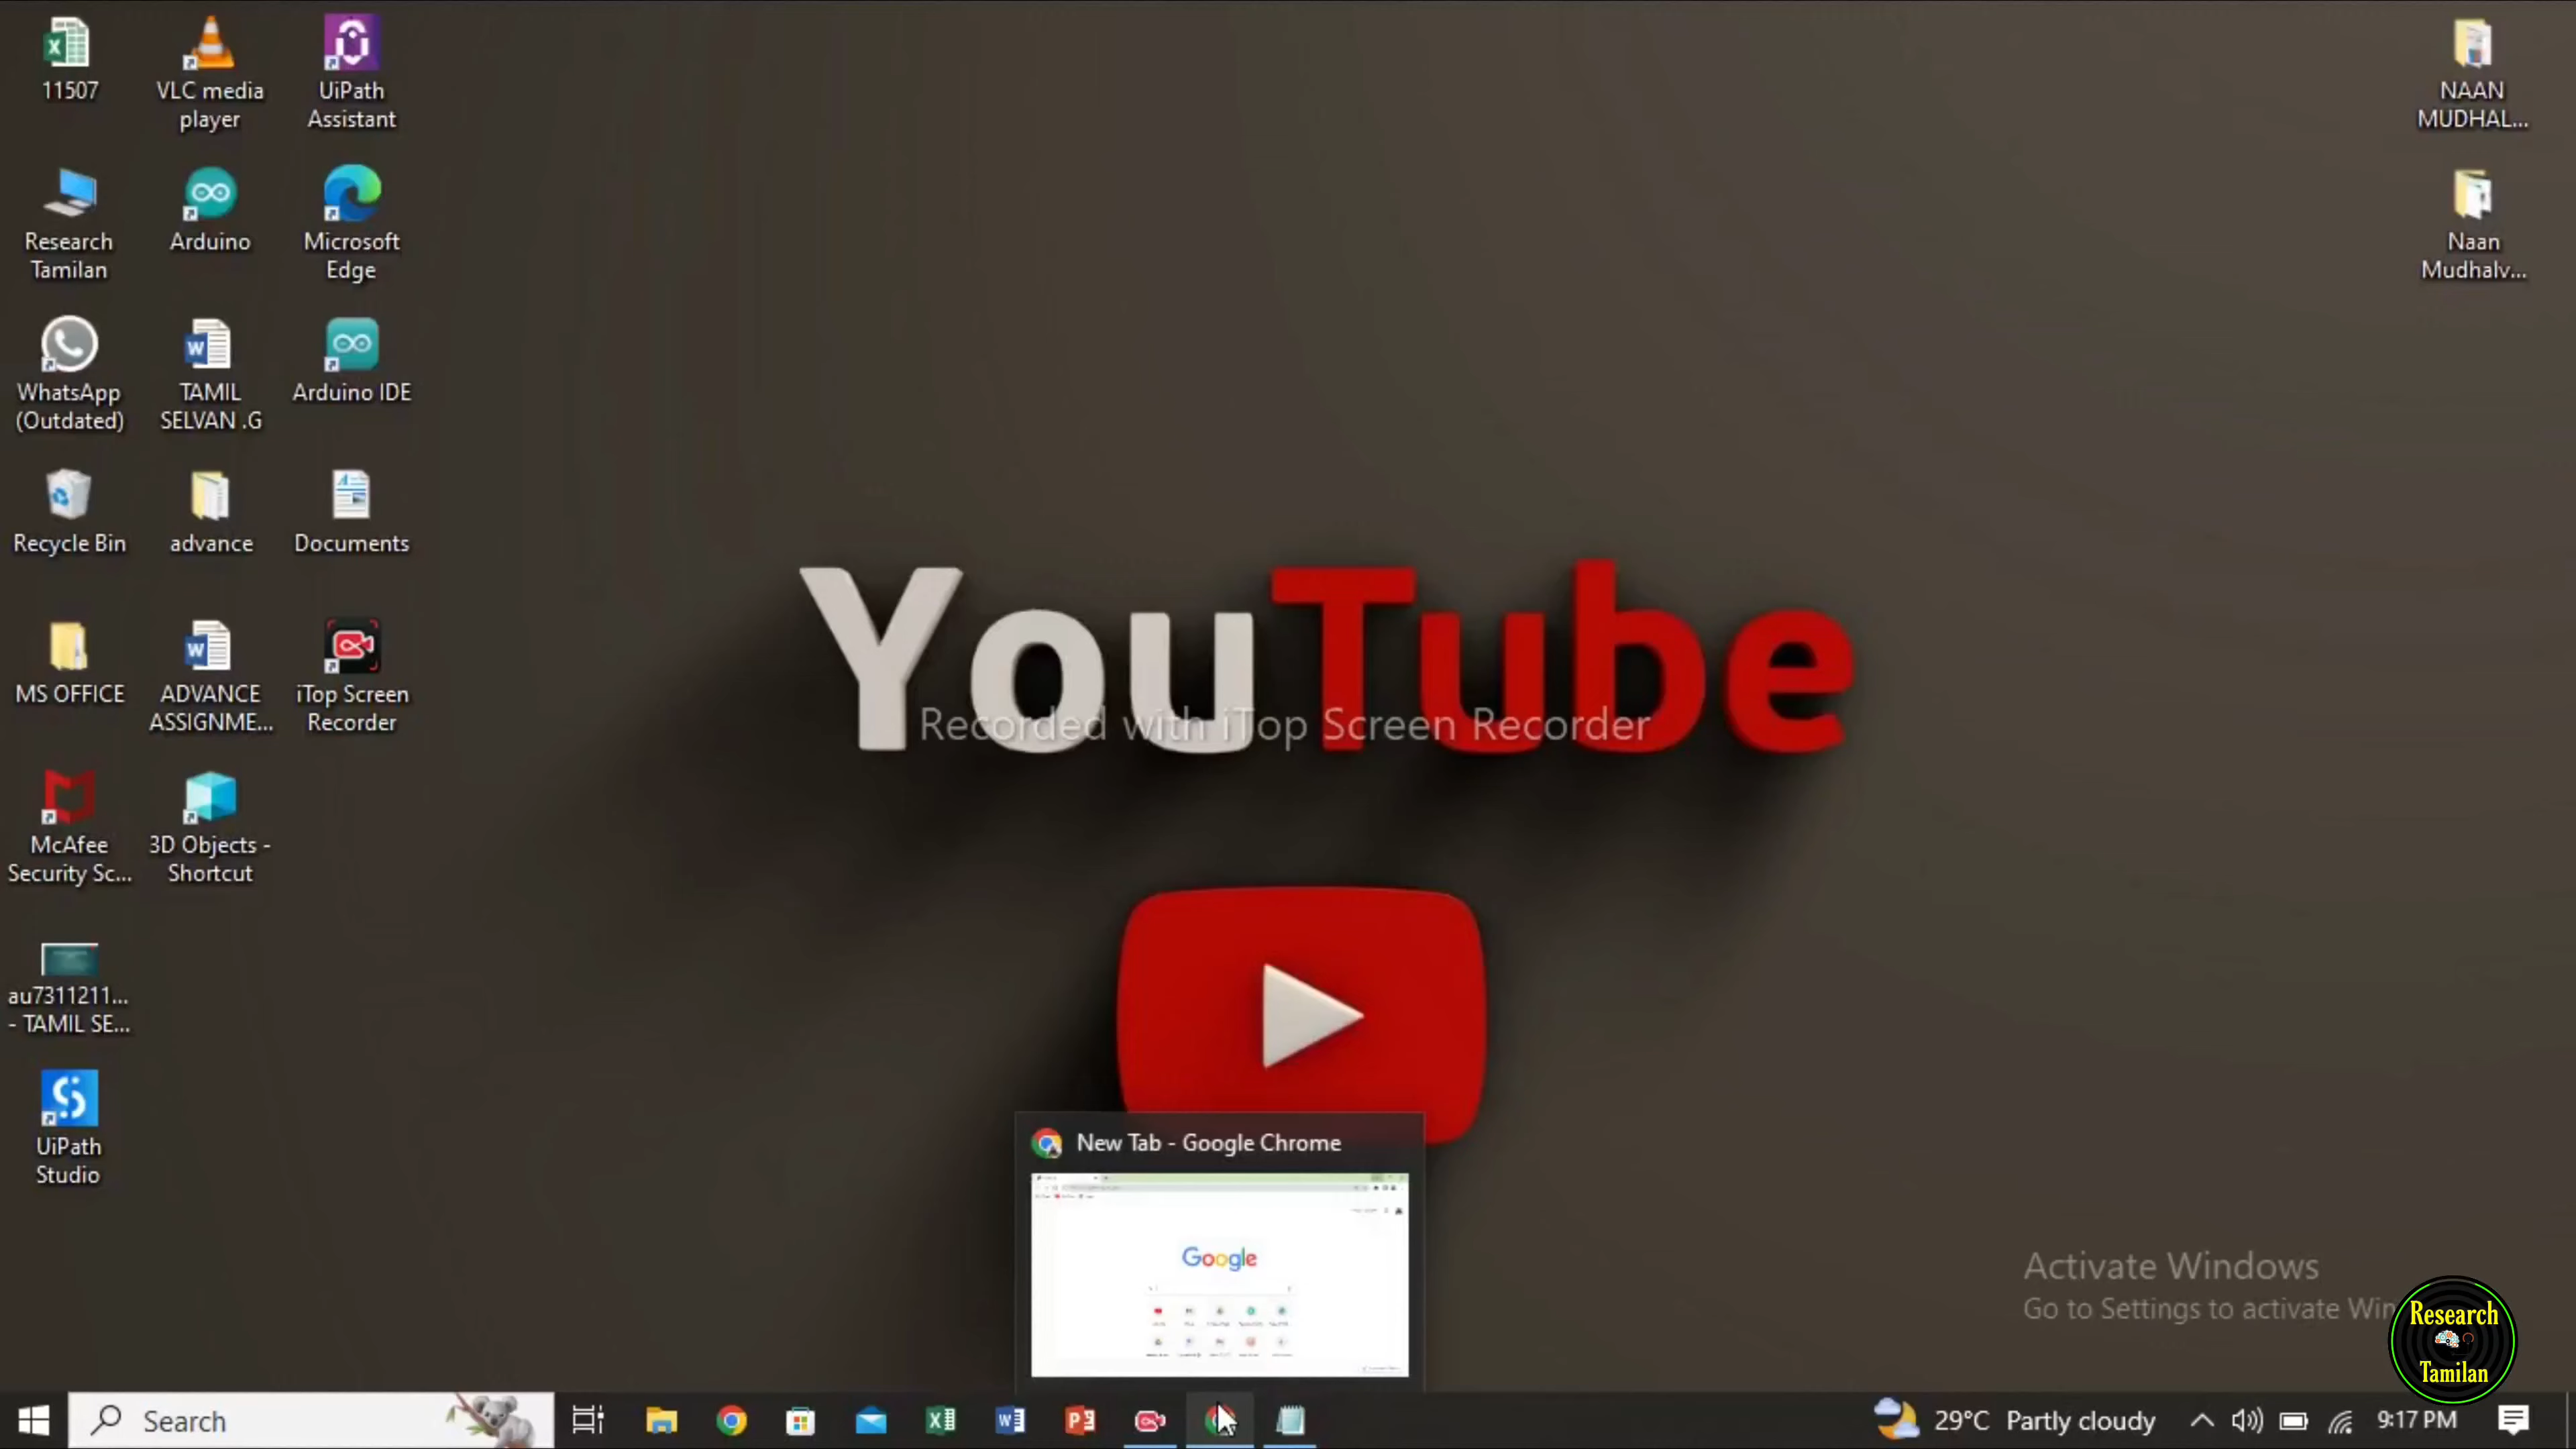 11507
VLC media
player
UiPath
Assistant
NAAN
MUDHAL...
Research
Tamilan
Arduino
Microsoft
Edge
Naan
Mudhalv...
WhatsApp
(Outdated)
TAMIL
SELVAN .G
Arduino IDE
Recycle Bin
advance
Documents
MS OFFICE
ADVANCE
ASSIGNME...
iTop Screen
Recorder
YouTube
Recorded with iTop Screen Recorder
McAfee
Security Sc...
3D Objects -
Shortcut
au7311211...
- TAMIL SE...
UiPath
Studio
New Tab - Google Chrome
Google
Activate Windows
Go to Settings to activate Win
Research
Tamilan
Search
29°C Partly cloudy
9:17 PM